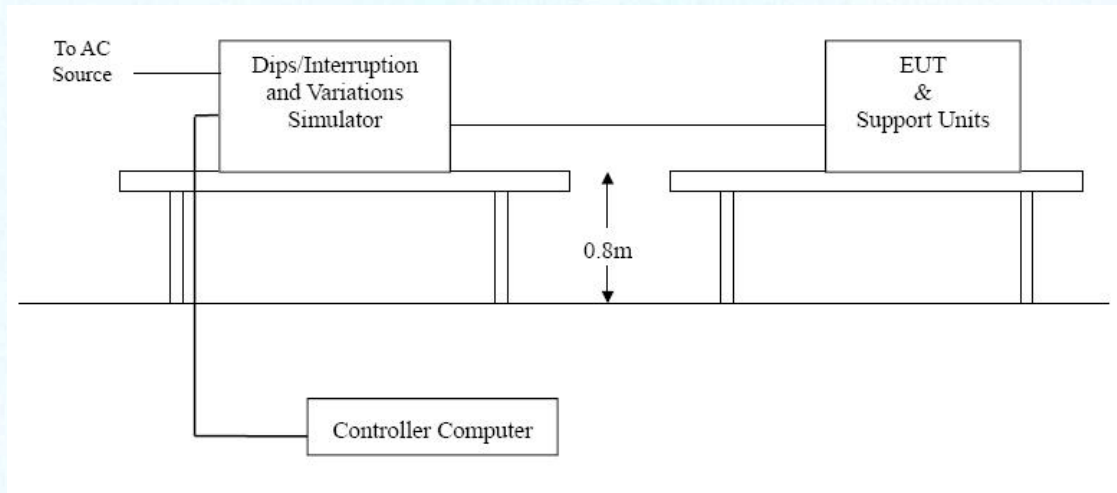 To AC
Source
Dips/Interruption
and Variations
Simulator
EUT
&
Support Units
0.8m
Controller Computer